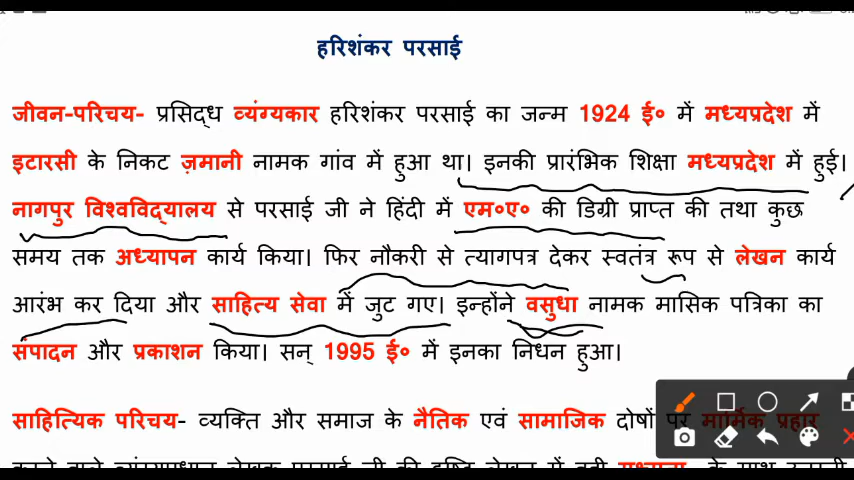 हरिशंकर परसाई
जीवन-परिचय- प्रसिद्ध व्यंग्यकार हरिशंकर परसाई का जन्म 1924 ई० में मध्यप्रदेश में
इटारसी के निकट ज़मानी नामक गांव में हुआ था। इनकी प्रारंभिक शिक्षा मध्यप्रदेश में हुई।
नागपुर विश्वविद्यालय से परसाई जी ने हिंदी में एम०ए० की डिग्री प्राप्त की तथा कुछ
समय तक अध्यापन कार्य किया। फिर नौकरी से त्यागपत्र देकर स्वतंत्र रूप से लेखन कार्य
आरंभ कर दिया और साहित्य सेवा में जुट गए। इन्होंने वसुधा नामक मासिक पत्रिका का
संपादन और प्रकाशन किया। सन् 1995 ई० में इनका निधन हुआ।
साहित्यिक परिचय- व्यक्ति और समाज के नैतिक एवं सामाजिक दोषों पर मार्मिक प्रहार